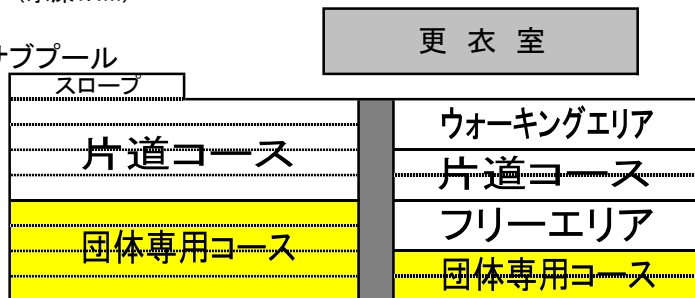 サブプール
更 衣 室
スロープ
片道コース
団体専用コース
ウォーキングエリア
片道コース
フリーエリア
団体専用コース